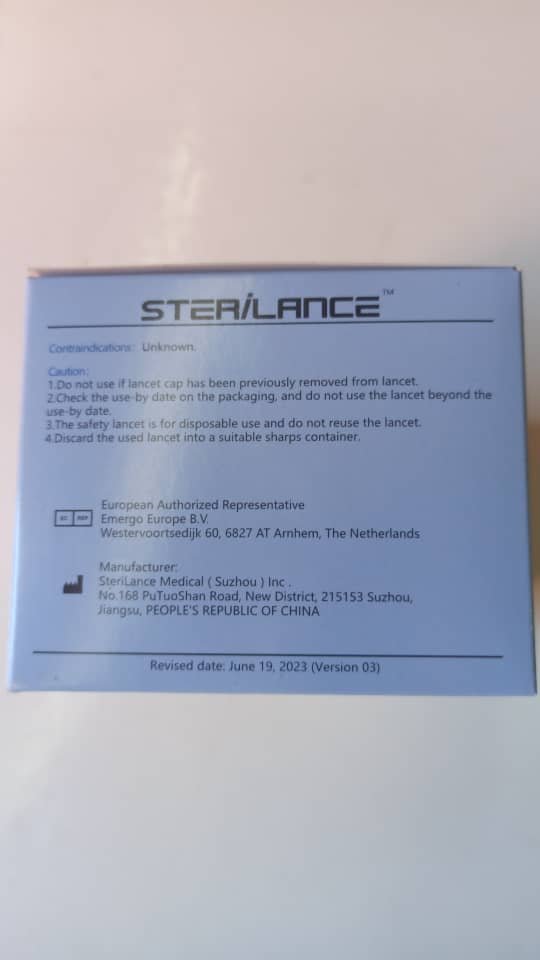 STERiLANCE™
Contraindications: Unknown.
Caution:
1.Do not use if lancet cap has been previously removed from lancet.
2.Check the use-by date on the packaging, and do not use the lancet beyond the
use-by date.
3.The safety lancet is for disposable use and do not reuse the lancet.
4.Discard the used lancet into a suitable sharps container.
European Authorized Representative
EC REP Emergo Europe B.V.
Westervoortsedijk 60, 6827 AT Arnhem, The Netherlands
Manufacturer:
SteriLance Medical ( Suzhou ) Inc .
No.168 PuTuoShan Road, New District, 215153 Suzhou,
Jiangsu, PEOPLE'S REPUBLIC OF CHINA
Revised date: June 19, 2023 (Version 03)